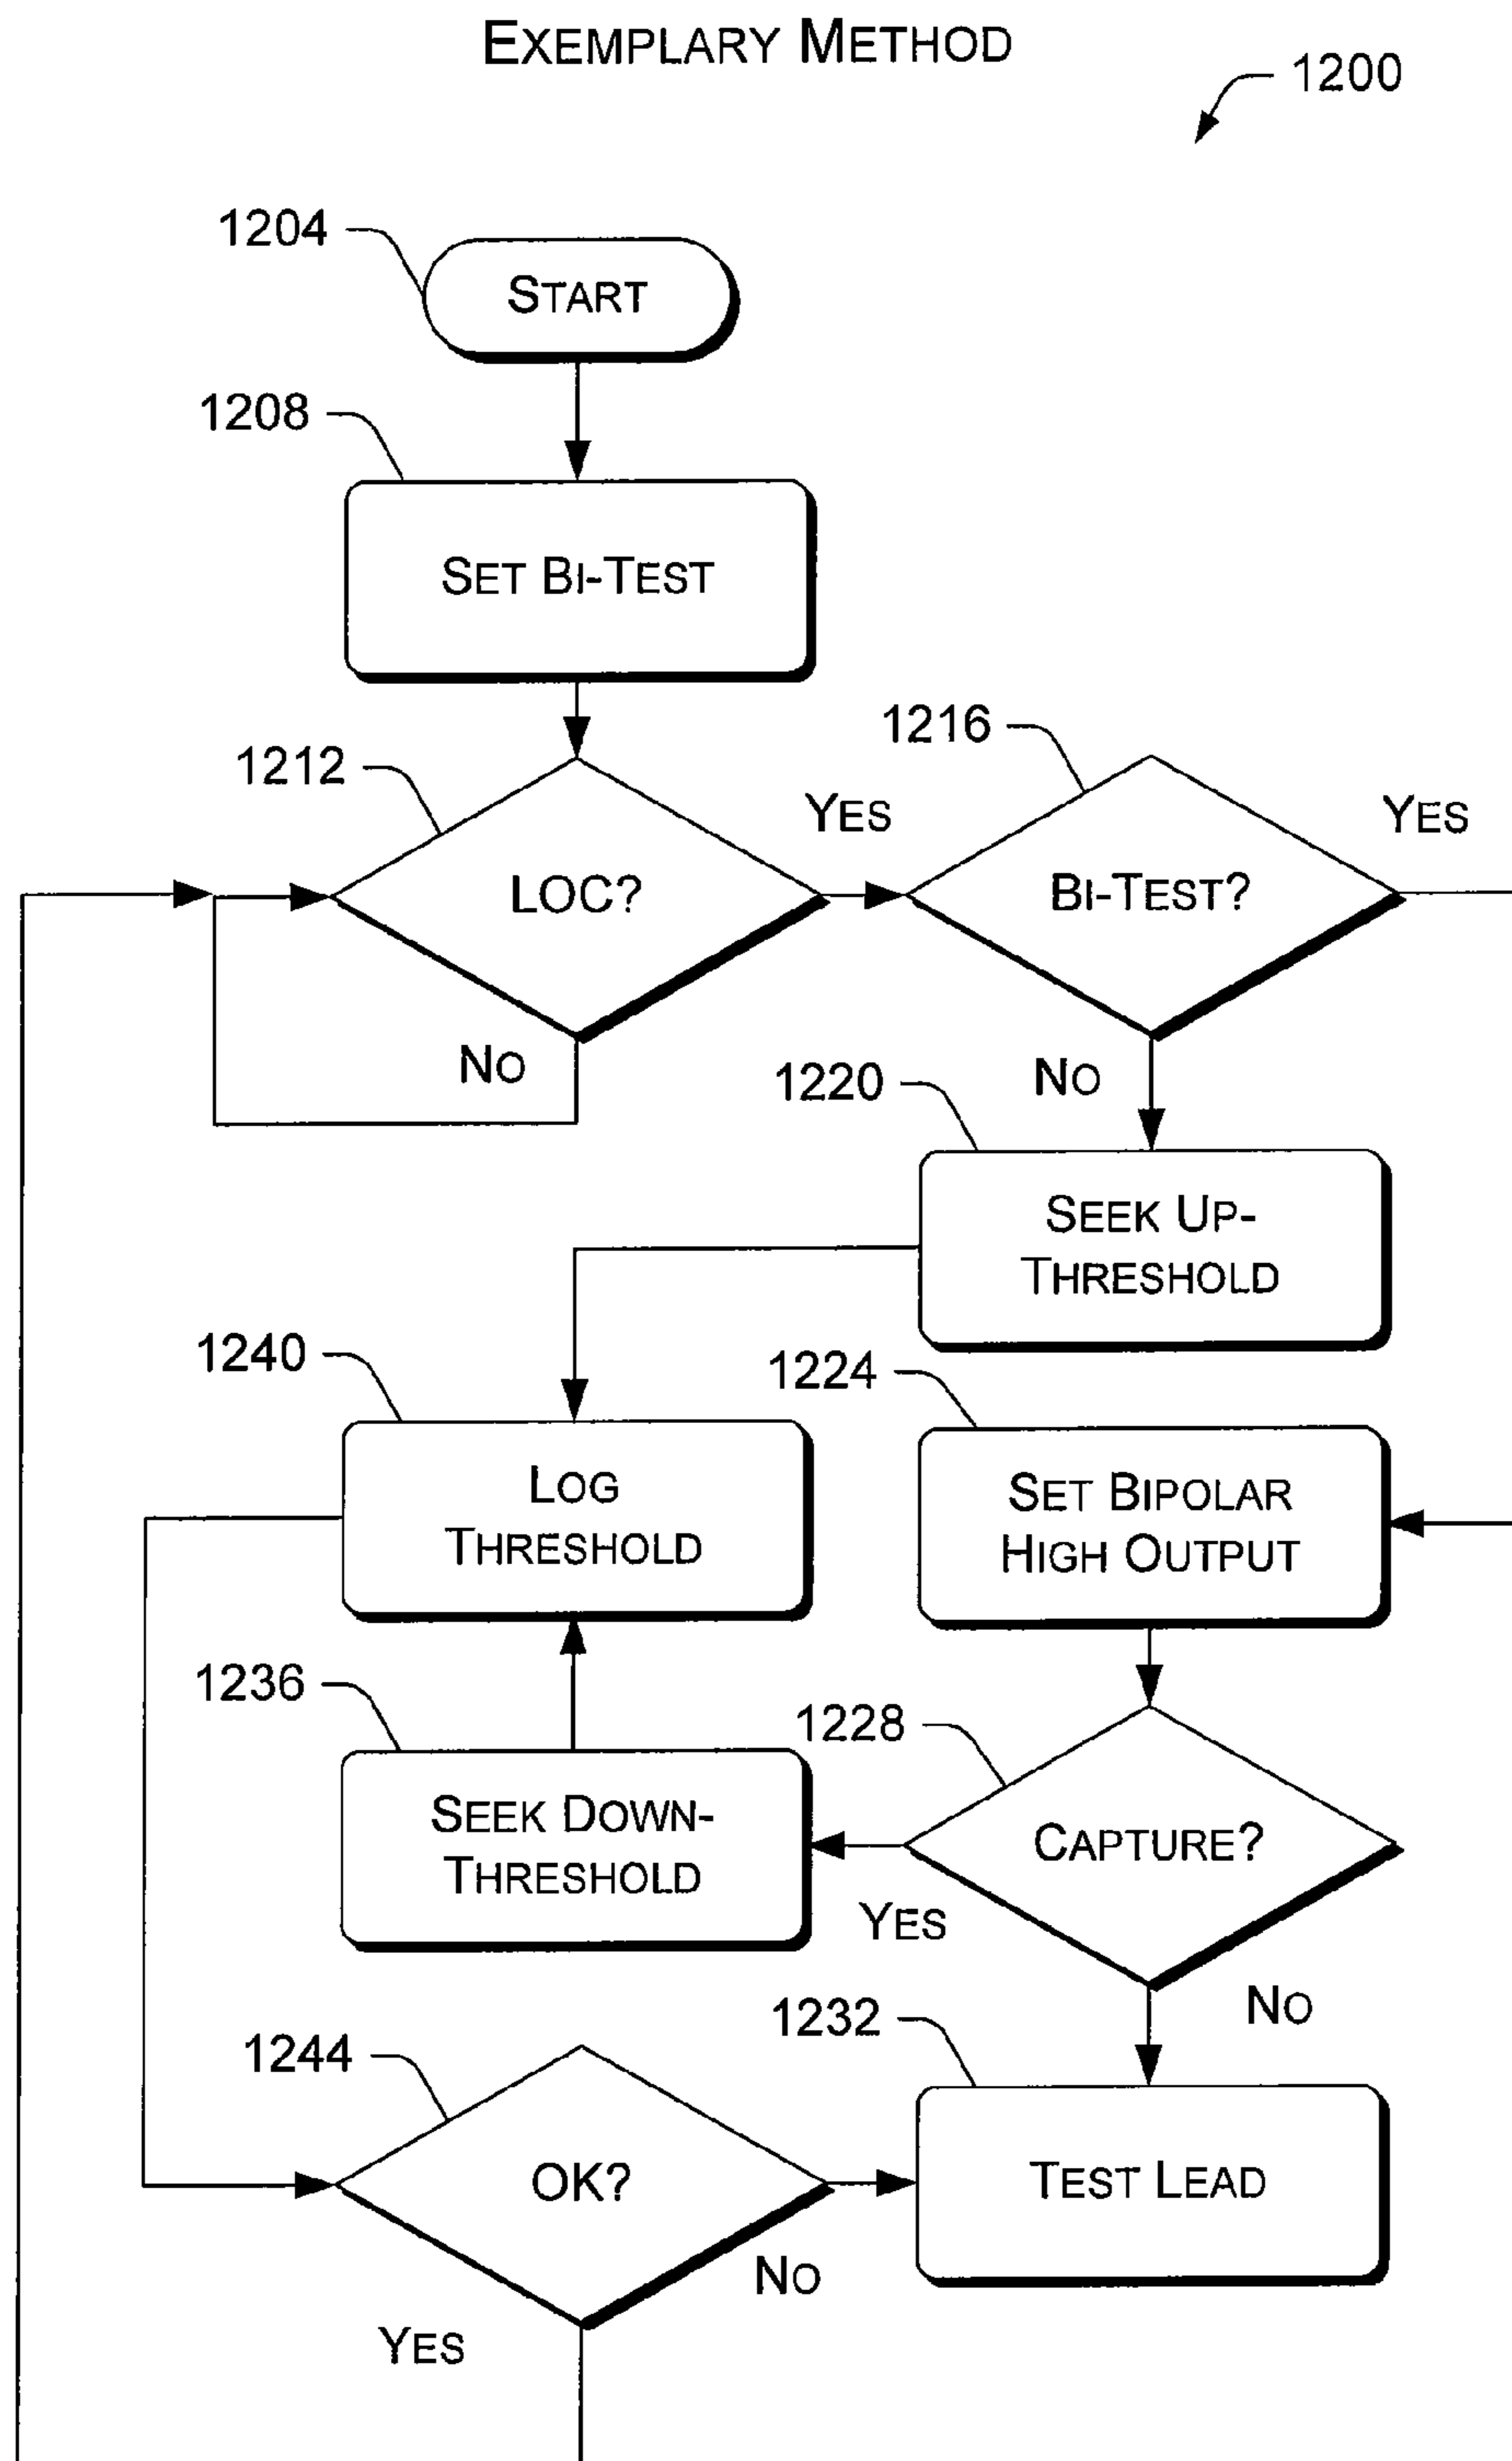 EXEMPLARY METHOD
1200
1204
START
1208
SET BI-TEST
1212
LOC?
YES
NO
1216
BI-TEST?
YES
NO
1220
SEEK UP-
THRESHOLD
1240
LOG
THRESHOLD
1224
SET BIPOLAR
HIGH OUTPUT
1236
SEEK DOWN-
THRESHOLD
1228
CAPTURE?
YES
NO
1244
OK?
NO
YES
1232
TEST LEAD